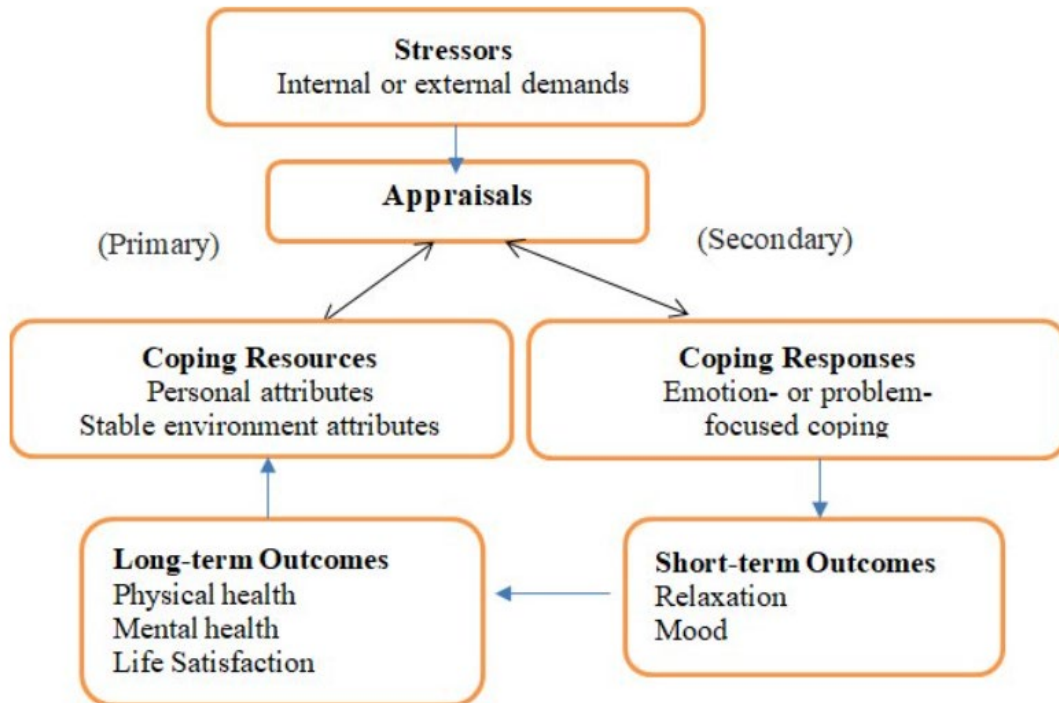 Stressors
Internal or external demands
Appraisals
(Primary)
(Secondary)
Coping Resources
Personal attributes
Stable environment attributes
Coping Responses
Emotion- or problem-
focused coping
Long-term Outcomes
Physical health
Mental health
Life Satisfaction
Short-term Outcomes
Relaxation
Mood